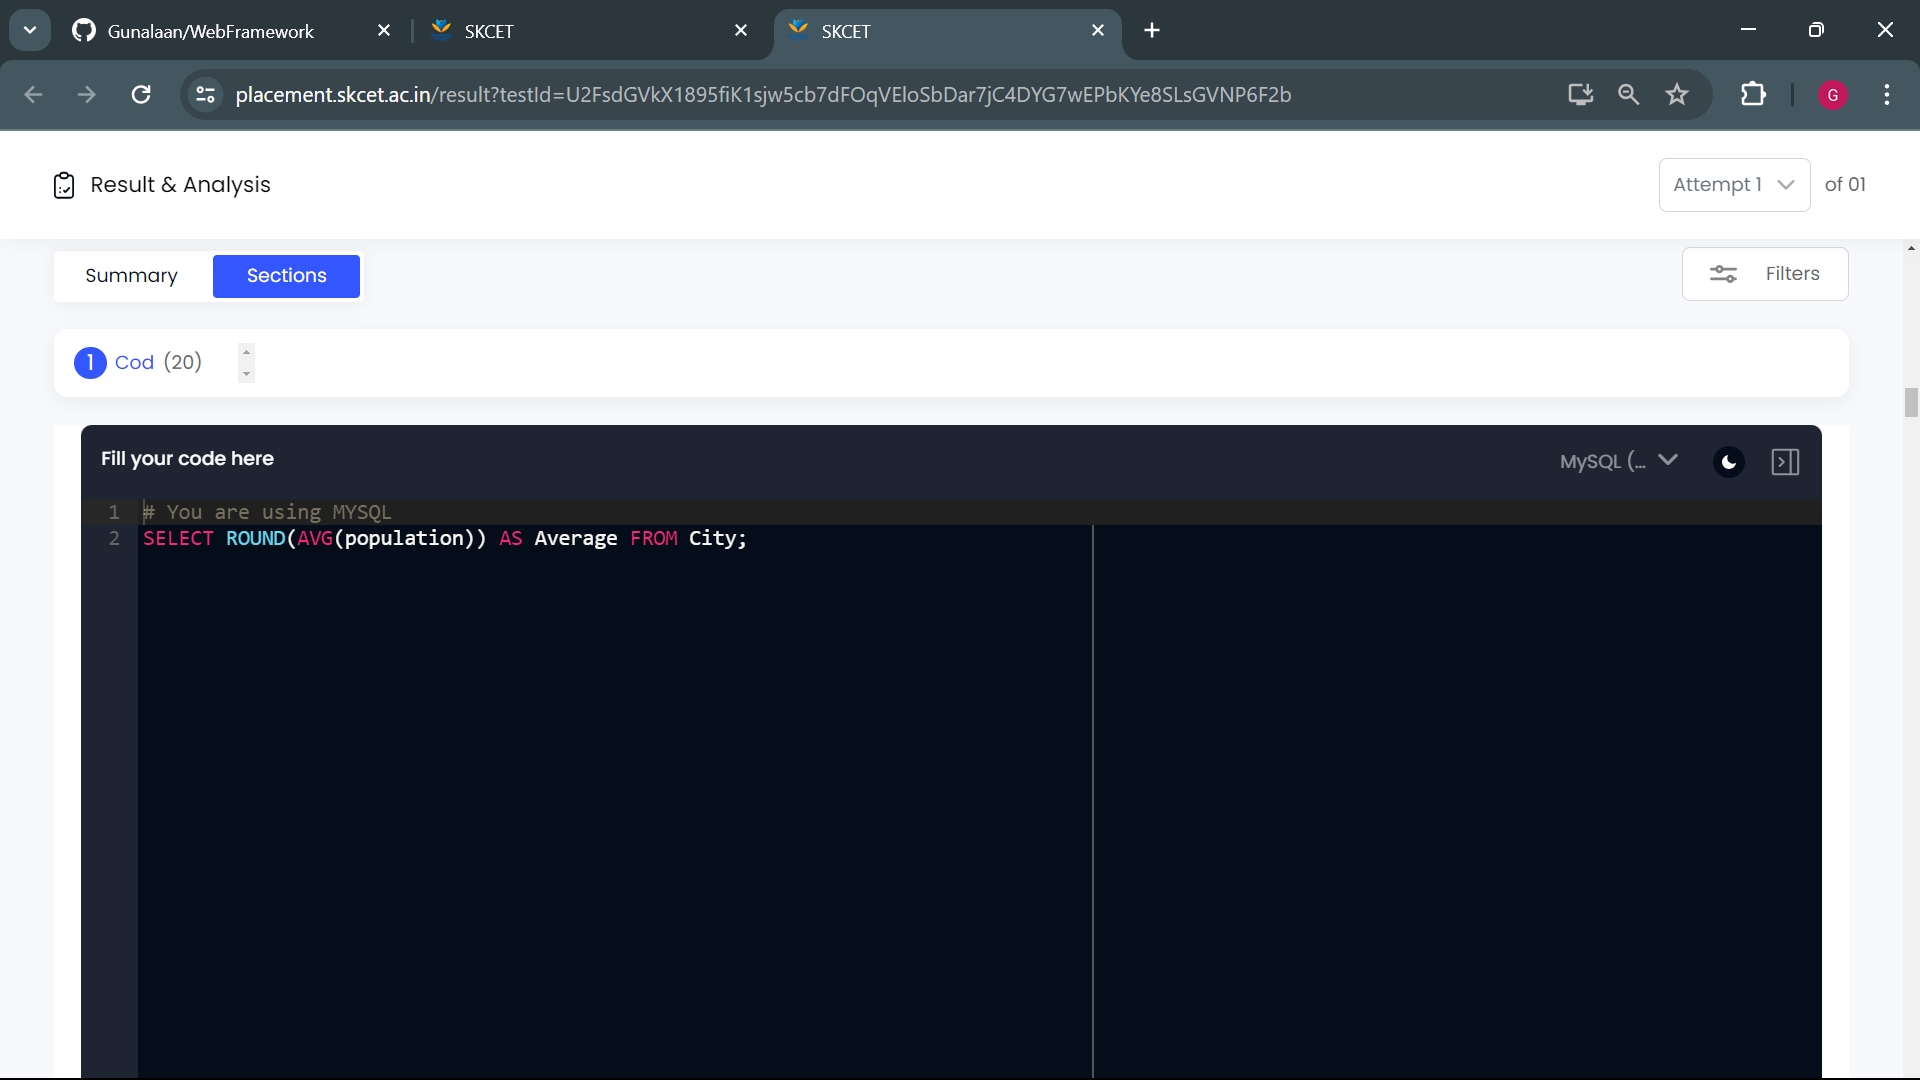 Gunalaan/WebFramework
SKCET
SKCET
placement.skcet.ac.in/result?testId=U2FsdGVkX1895fiK1sjw5cb7dFOqVEloSbDar7jC4DYG7wEPbKYe8SLsGVNP6F2b
G
Result & Analysis
Attempt 1
of 01
Summary
Sections
Filters
1 Cod (20)
Fill your code here
MySQL (...
1 # You are using MYSQL
2 SELECT ROUND(AVG(population)) AS Average FROM City;